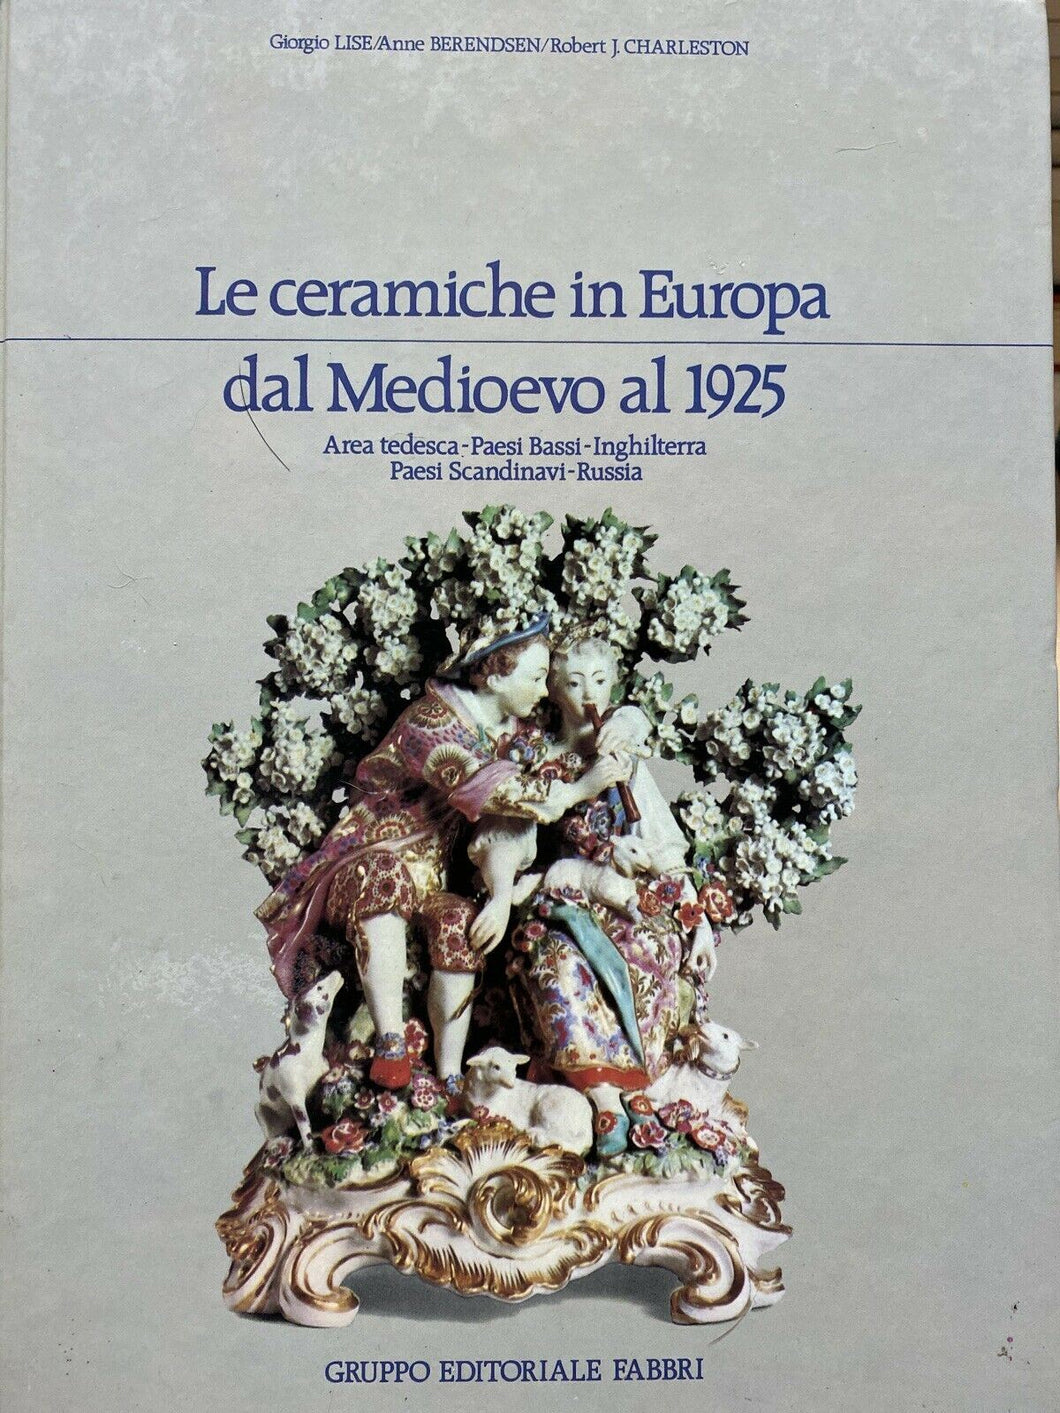 Giorgio LISE/Anne BERENDSEN/Robert J. CHARLESTON
Le ceramiche in Europa
dal Medioevo al 1925
Area tedesca-Paesi Bassi-Inghilterra
Paesi Scandinavi-Russia
GRUPPO EDITORIALE FABBRI